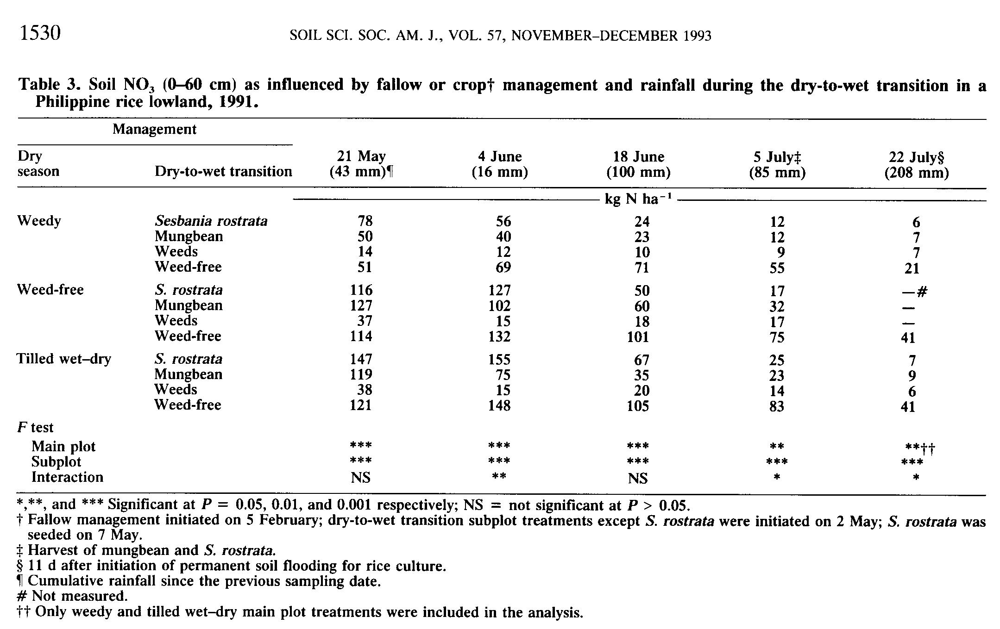 1530
SOIL SCI. SOC. AM. J., VOL. 57, NOVEMBER–DECEMBER 1993
Table 3. Soil NO₃ (0–60 cm) as influenced by fallow or crop† management and rainfall during the dry-to-wet transition in a
Philippine rice lowland, 1991.
Management
Dry 21 May 4 June 18 June 5 July‡ 22 July§
season Dry-to-wet transition (43 mm)¶ (16 mm) (100 mm) (85 mm) (208 mm)
kg N ha⁻¹
Weedy Sesbania rostrata 78 56 24 12 6
Mungbean 50 40 23 12 7
Weeds 14 12 10 9 7
Weed-free 51 69 71 55 21
Weed-free S. rostrata 116 127 50 17 —#
Mungbean 127 102 60 32 —
Weeds 37 15 18 17 —
Weed-free 114 132 101 75 41
Tilled wet–dry S. rostrata 147 155 67 25 7
Mungbean 119 75 35 23 9
Weeds 38 15 20 14 6
Weed-free 121 148 105 83 41
F test
Main plot *** *** *** ** **††
Subplot *** *** *** *** ***
Interaction NS ** NS * *
*,**, and *** Significant at P = 0.05, 0.01, and 0.001 respectively; NS = not significant at P > 0.05.
† Fallow management initiated on 5 February; dry-to-wet transition subplot treatments except S. rostrata were initiated on 2 May; S. rostrata was
seeded on 7 May.
‡ Harvest of mungbean and S. rostrata.
§ 11 d after initiation of permanent soil flooding for rice culture.
¶ Cumulative rainfall since the previous sampling date.
# Not measured.
†† Only weedy and tilled wet–dry main plot treatments were included in the analysis.